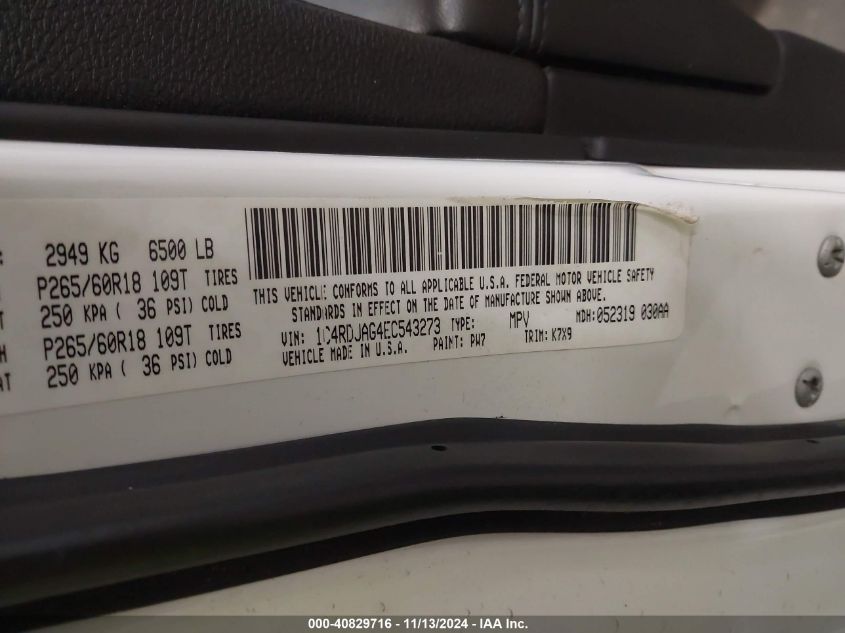 2949 KG 6500 LB
P265/60R18 109T TIRES
250 KPA ( 36 PSI) COLD
P265/60R18 109T TIRES
250 KPA ( 36 PSI) COLD
THIS VEHICLE CONFORMS TO ALL APPLICABLE U.S.A. FEDERAL MOTOR VEHICLE SAFETY
STANDARDS IN EFFECT ON THE DATE OF MANUFACTURE SHOWN ABOVE.
MDH: 052319 030AA
VIN: 1C4RDJAG4EC543273 TYPE: MPV
VEHICLE MADE IN U.S.A. PAINT: PW7 TRIM: K7X9
000-40829716 - 11/13/2024 - IAA Inc.